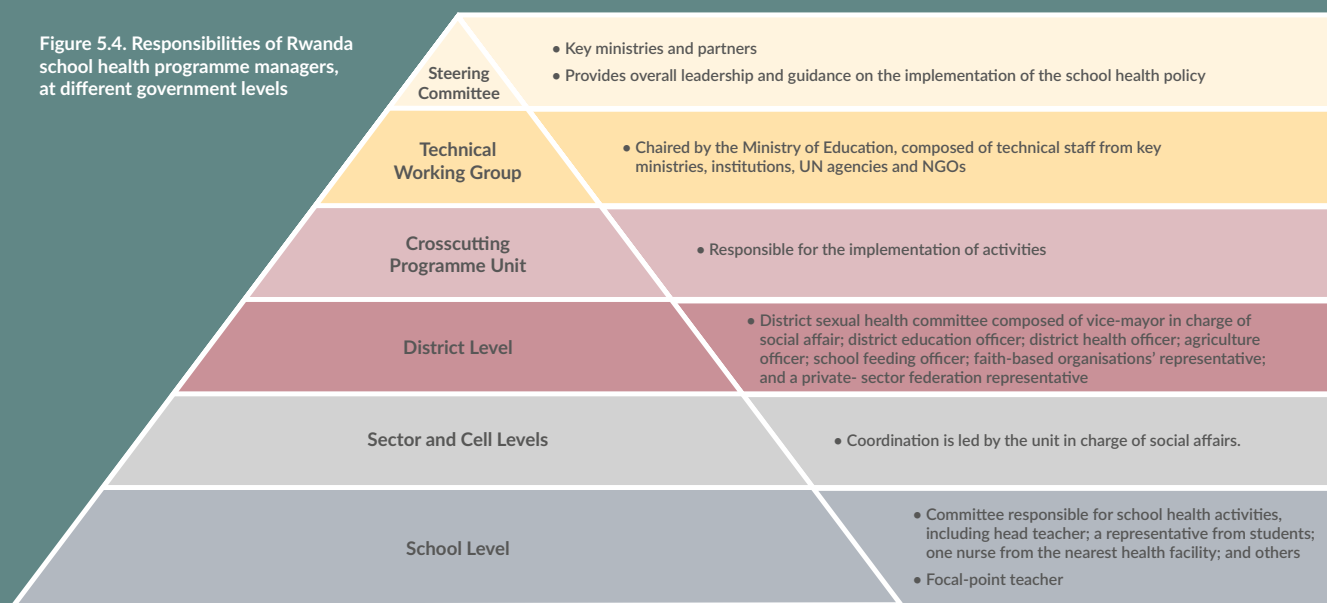 Figure 5.4. Responsibilities of Rwanda
school health programme managers,
at different government levels
Steering
Committee
• Key ministries and partners
• Provides overall leadership and guidance on the implementation of the school health policy
Technical
Working Group
• Chaired by the Ministry of Education, composed of technical staff from key
ministries, institutions, UN agencies and NGOs
Crosscutting
Programme Unit
• Responsible for the implementation of activities
District Level
• District sexual health committee composed of vice-mayor in charge of
social affair; district education officer; district health officer; agriculture
officer; school feeding officer; faith-based organisations’ representative;
and a private- sector federation representative
Sector and Cell Levels
• Coordination is led by the unit in charge of social affairs.
School Level
• Committee responsible for school health activities,
including head teacher; a representative from students;
one nurse from the nearest health facility; and others
• Focal-point teacher